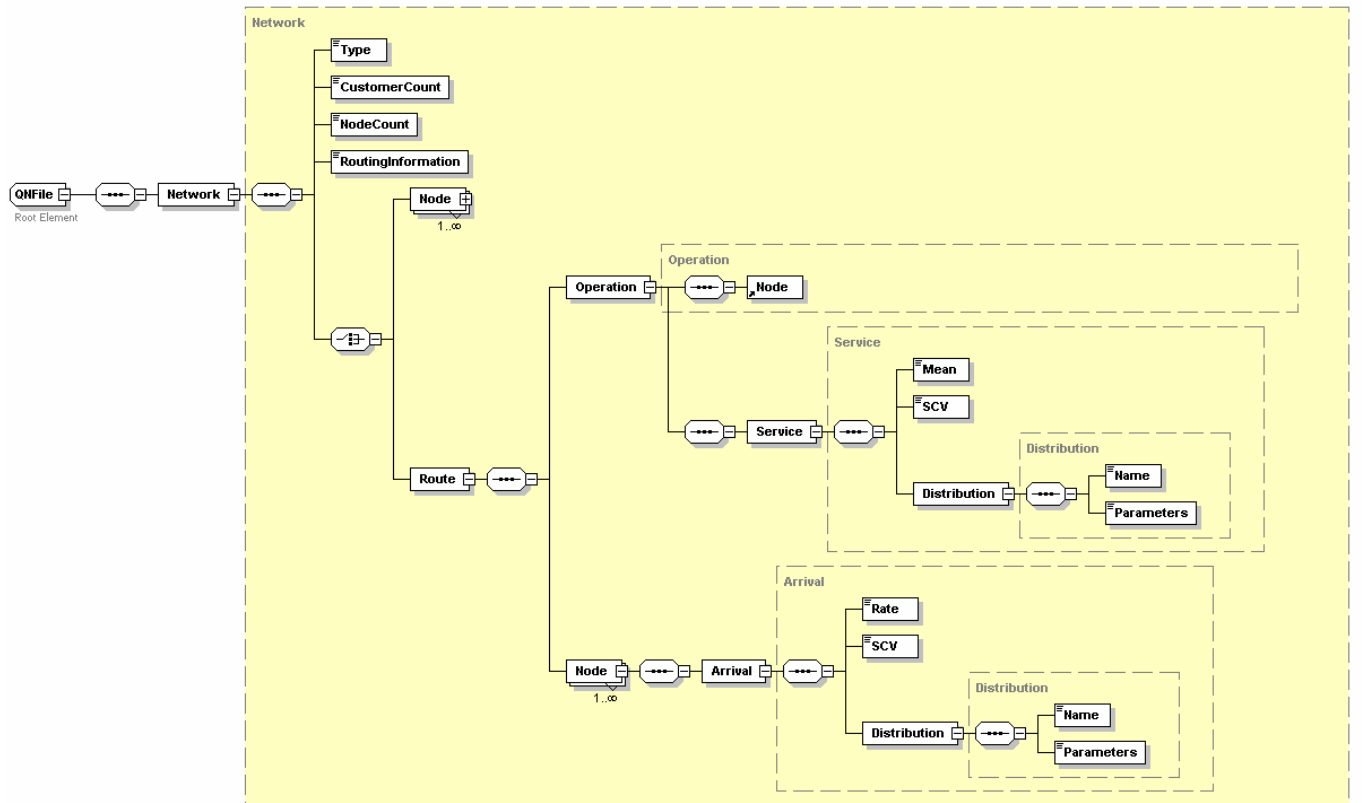 Network
Type
CustomerCount
NodeCount
RoutingInformation
QNFile
Root Element
Network
Node
1..∞
Operation
Operation
Node
Service
Mean
SCV
Service
Distribution
Name
Distribution
Parameters
Route
Arrival
Rate
SCV
Node
1..∞
Arrival
Distribution
Name
Distribution
Parameters